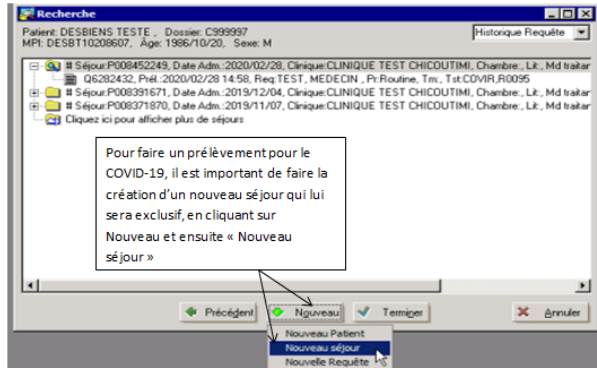 Recherche
Patient: DESBIENS TESTE , Dossier: C999997
Historique Requête
MPI: DESBT10208607, Âge: 1986/10/20, Sexe: M
# Séjour:P008452249, Date Adm.:2020/02/28, Clinique:CLINIQUE TEST CHICOUTIMI, Chambre:, Lit:, Md traitar
Q6282432, Prél.:2020/02/28 14:58, Req:TEST, MEDECIN , Pr:Routine, Tm:, Tst:COVIR,R0095
# Séjour:P008391671, Date Adm.:2019/12/04, Clinique:CLINIQUE TEST CHICOUTIMI, Chambre:, Lit:, Md traitar
# Séjour:P008371870, Date Adm.:2019/11/07, Clinique:CLINIQUE TEST CHICOUTIMI, Chambre:, Lit:, Md traitar
Cliquez ici pour afficher plus de séjours
Pour faire un prélèvement pour le
COVID-19, il est important de faire la
création d'un nouveau séjour qui lui
sera exclusif, en cliquant sur
Nouveau et ensuite « Nouveau
séjour »
Précédent
Nouveau
Terminer
Annuler
Nouveau Patient
Nouveau séjour
Nouvelle Requête